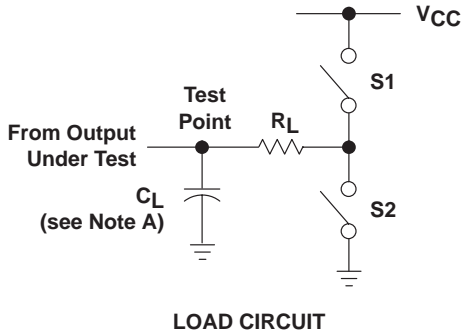 VCC
S1
Test
Point
RL
From Output
Under Test
CL
(see Note A)
S2
LOAD CIRCUIT